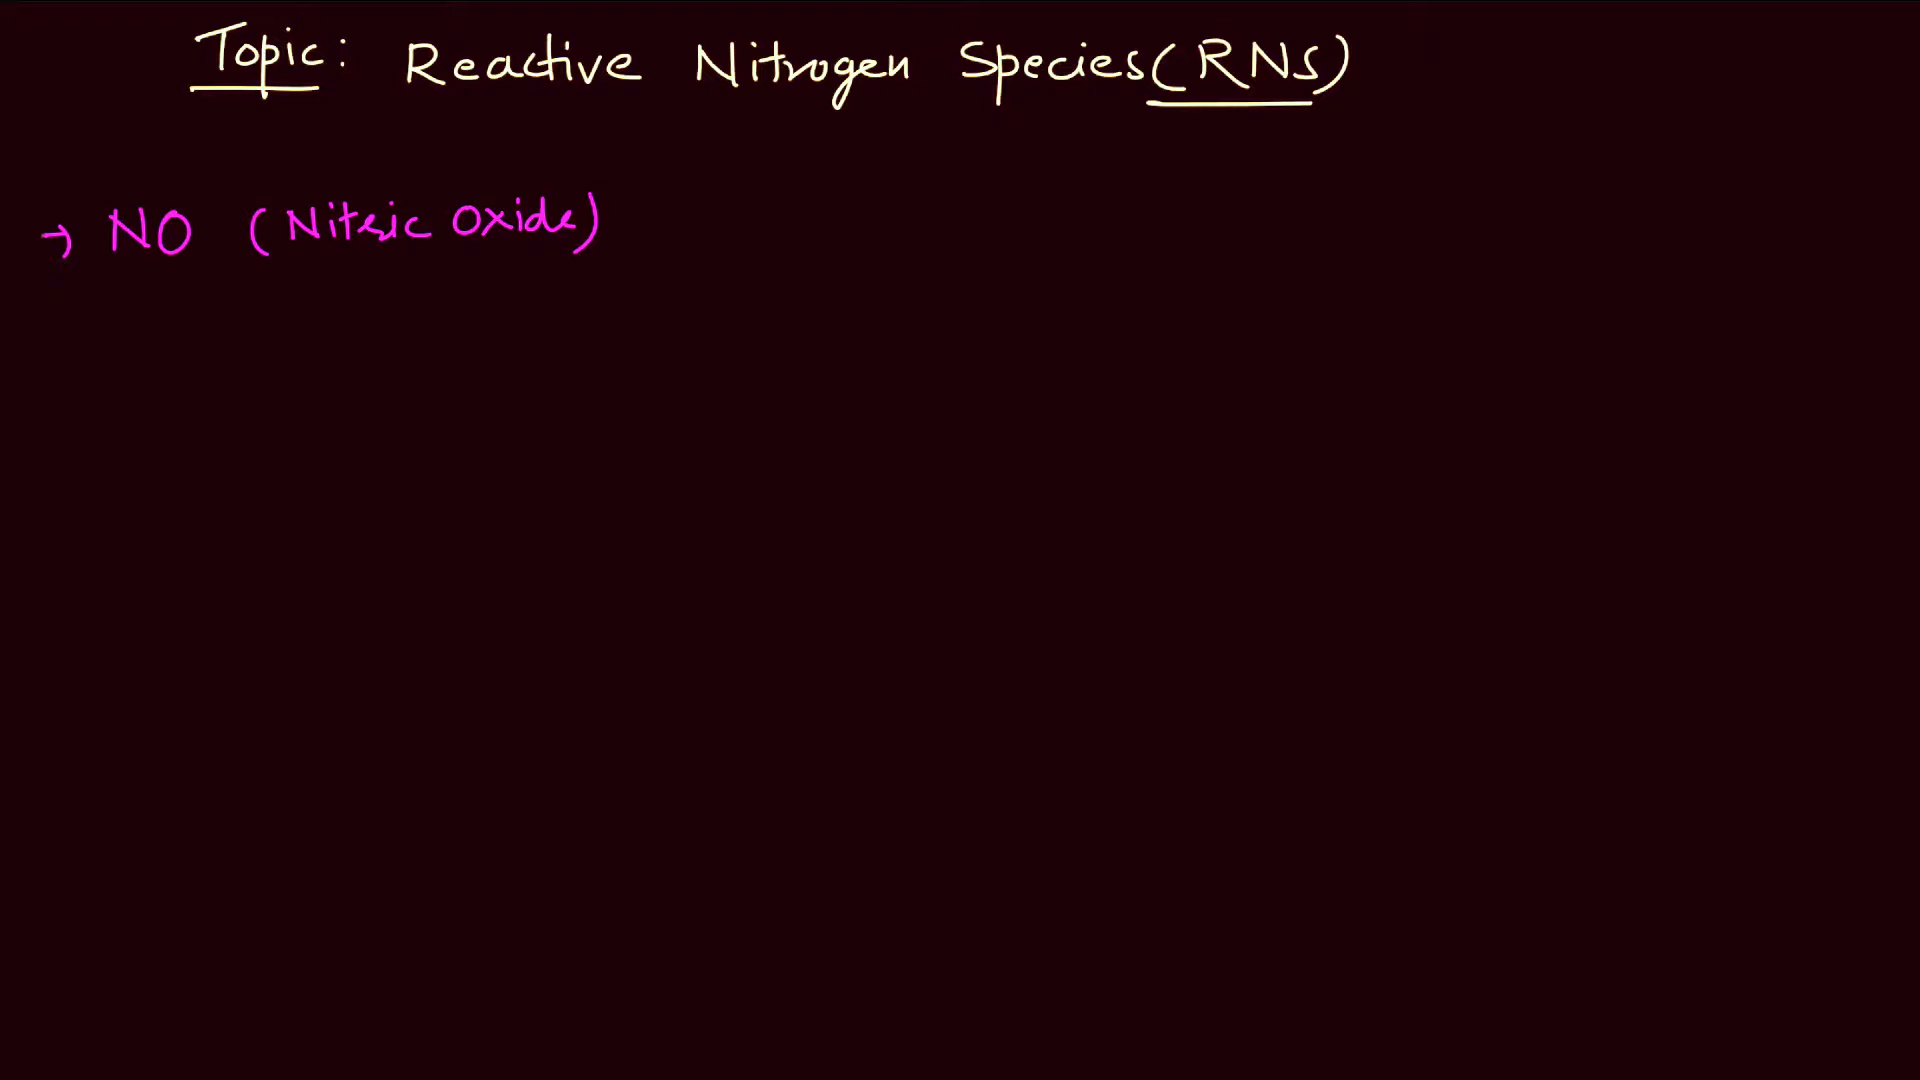 Topic: Reactive Nitrogen Species (RNS)
→ NO (Nitric Oxide)